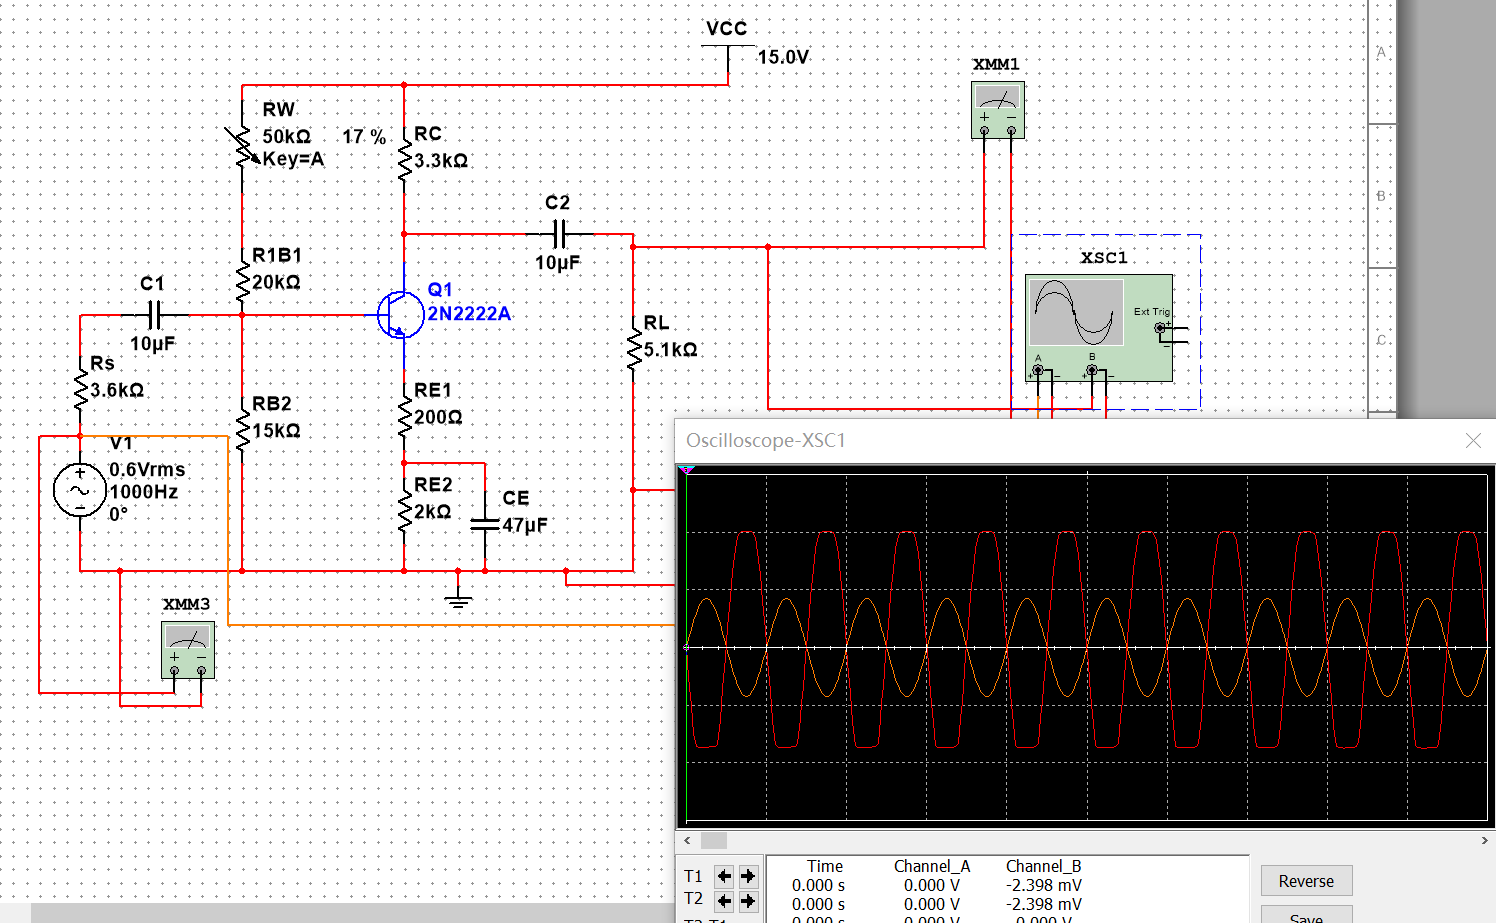 VCC
15.0V
XMM1
A
RW
50kΩ
17 %
Key=A
RC
3.3kΩ
B
C2
10µF
R1B1
20kΩ
XSC1
C1
10µF
Q1
2N2222A
Ext Trig
+
−
A
B
+
−
+
−
C
RL
5.1kΩ
Rs
3.6kΩ
RE1
200Ω
RB2
15kΩ
V1
0.6Vrms
1000Hz
0°
RE2
2kΩ
CE
47µF
XMM3
+
−
Oscilloscope-XSC1
Time Channel_A Channel_B
T1 0.000 s 0.000 V -2.398 mV
T2 0.000 s 0.000 V -2.398 mV
T2-T1 0.000 s 0.000 V 0.000 V
Reverse
Save